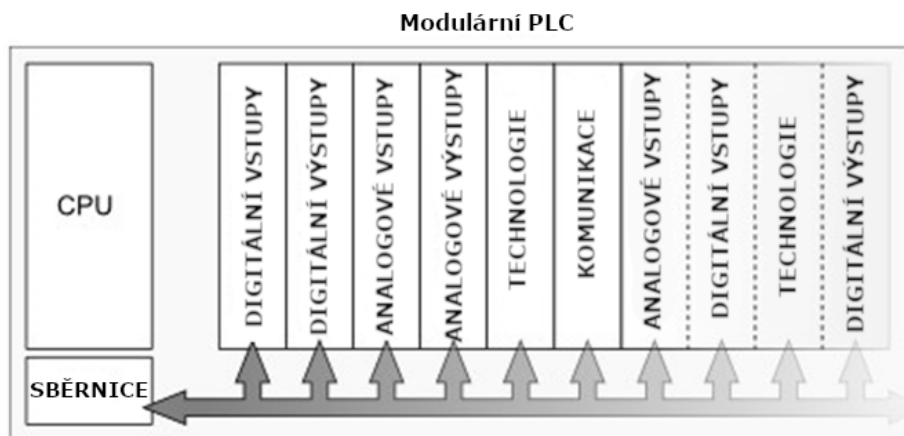 Modulární PLC
CPU
SBĚRNICE
DIGITÁLNÍ VSTUPY
DIGITÁLNÍ VÝSTUPY
ANALOGOVÉ VSTUPY
ANALOGOVÉ VÝSTUPY
TECHNOLOGIE
KOMUNIKACE
ANALOGOVÉ VSTUPY
DIGITÁLNÍ VSTUPY
TECHNOLOGIE
DIGITÁLNÍ VÝSTUPY